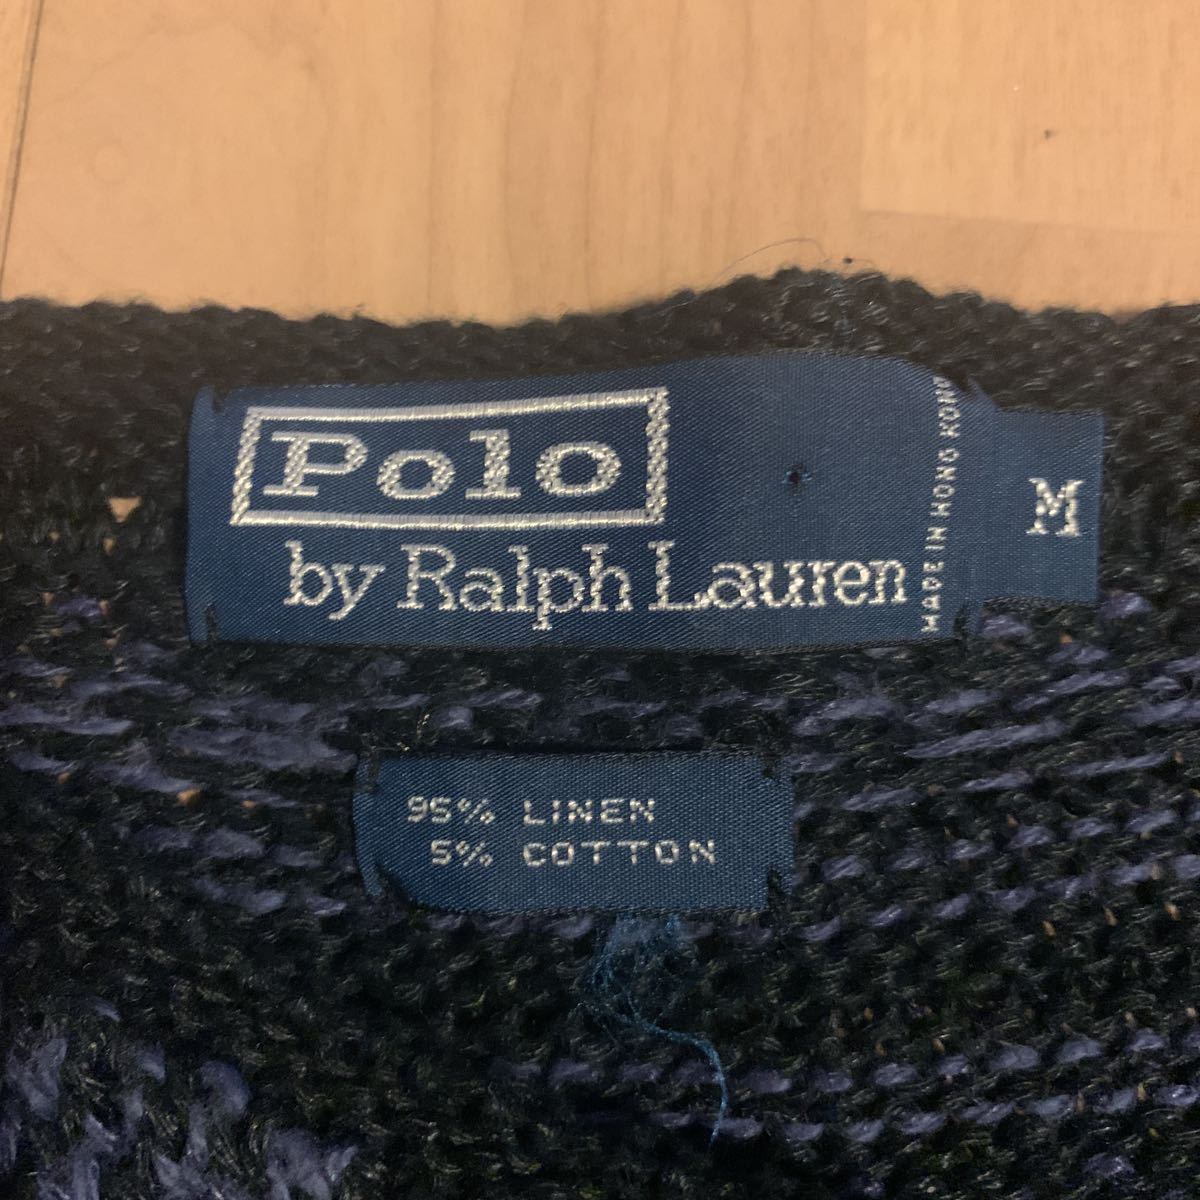 Polo
by Ralph Lauren
MADE IN HONG KONG
M
95% LINEN
5% COTTON